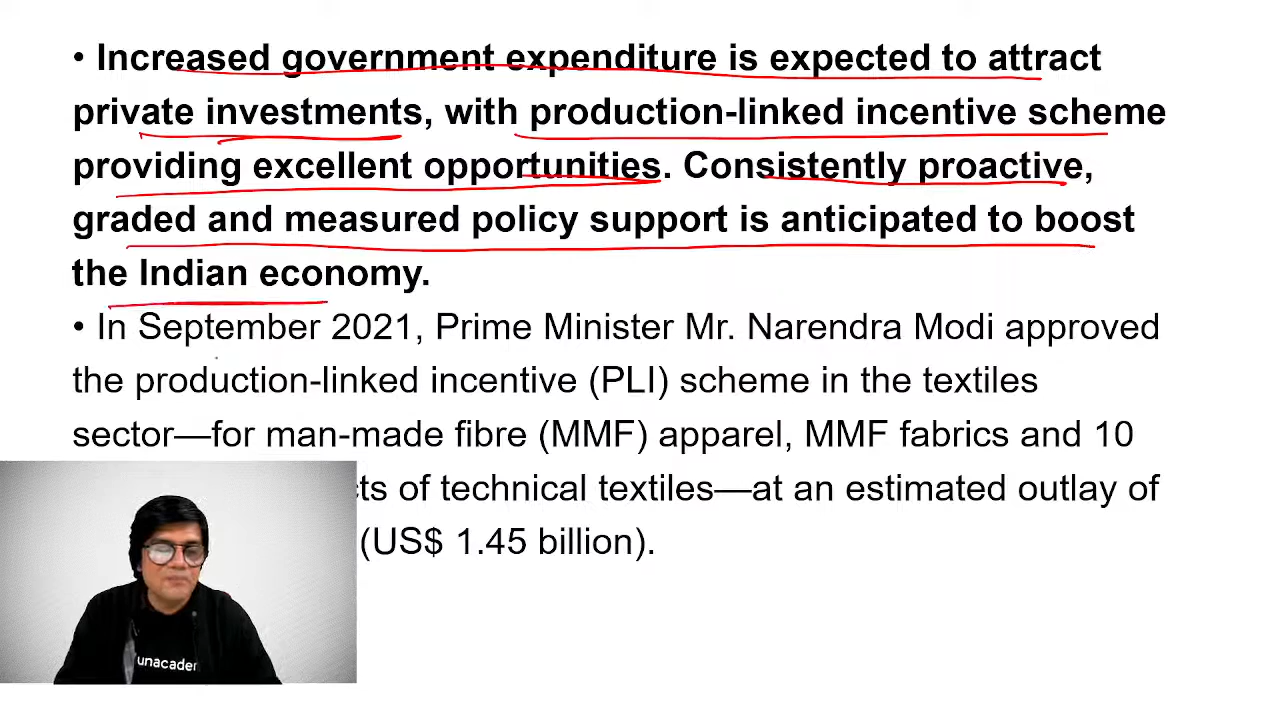 • Increased government expenditure is expected to attract
private investments, with production-linked incentive scheme
providing excellent opportunities. Consistently proactive,
graded and measured policy support is anticipated to boost
the Indian economy.
• In September 2021, Prime Minister Mr. Narendra Modi approved
the production-linked incentive (PLI) scheme in the textiles
sector—for man-made fibre (MMF) apparel, MMF fabrics and 10
of technical textiles—at an estimated outlay of
(US$ 1.45 billion).
unacader